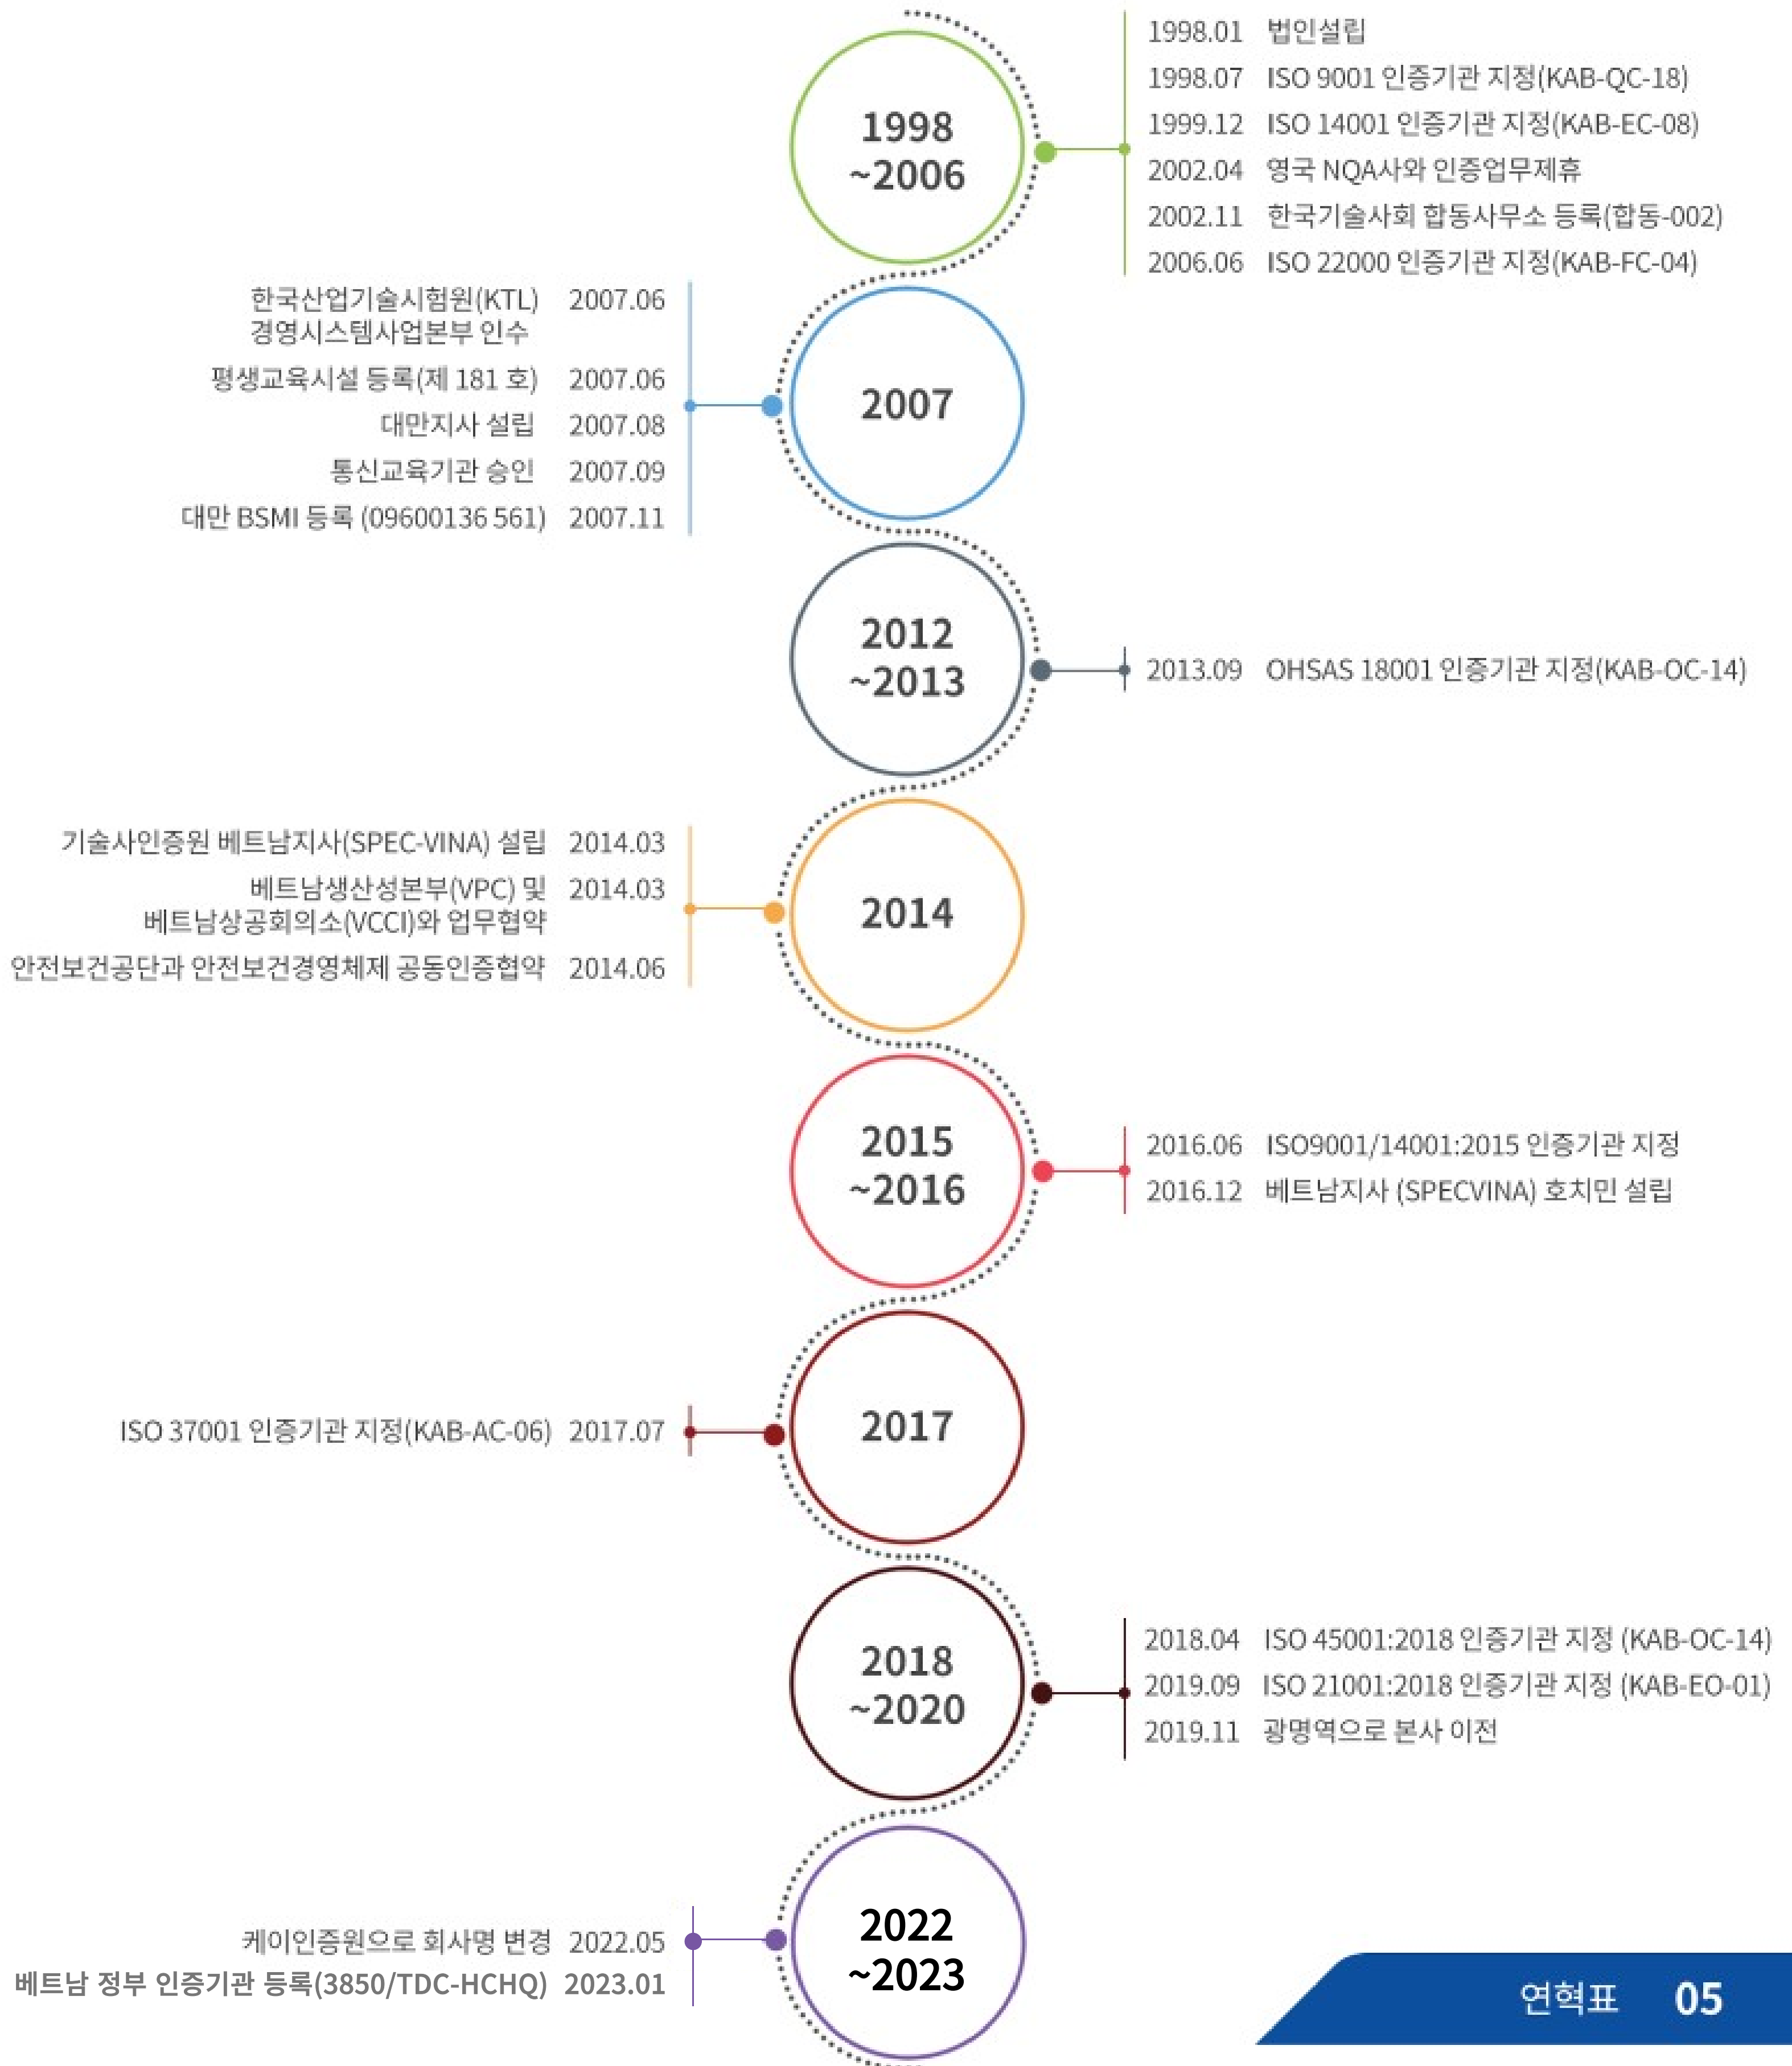 1998
~2006
1998.01 법인설립
1998.07 ISO 9001 인증기관 지정(KAB-QC-18)
1999.12 ISO 14001 인증기관 지정(KAB-EC-08)
2002.04 영국 NQA사와 인증업무제휴
2002.11 한국기술사회 합동사무소 등록(합동-002)
2006.06 ISO 22000 인증기관 지정(KAB-FC-04)
2007
한국산업기술시험원(KTL) 2007.06
경영시스템사업본부 인수
평생교육시설 등록(제 181 호) 2007.06
대만지사 설립 2007.08
통신교육기관 승인 2007.09
대만 BSMI 등록 (09600136 561) 2007.11
2012
~2013
2013.09 OHSAS 18001 인증기관 지정(KAB-OC-14)
2014
기술사인증원 베트남지사(SPEC-VINA) 설립 2014.03
베트남생산성본부(VPC) 및 2014.03
베트남상공회의소(VCCI)와 업무협약
안전보건공단과 안전보건경영체제 공동인증협약 2014.06
2015
~2016
2016.06 ISO9001/14001:2015 인증기관 지정
2016.12 베트남지사 (SPECVINA) 호치민 설립
2017
ISO 37001 인증기관 지정(KAB-AC-06) 2017.07
2018
~2020
2018.04 ISO 45001:2018 인증기관 지정 (KAB-OC-14)
2019.09 ISO 21001:2018 인증기관 지정 (KAB-EO-01)
2019.11 광명역으로 본사 이전
2022
~2023
케이인증원으로 회사명 변경 2022.05
베트남 정부 인증기관 등록(3850/TDC-HCHQ) 2023.01
연혁표 05